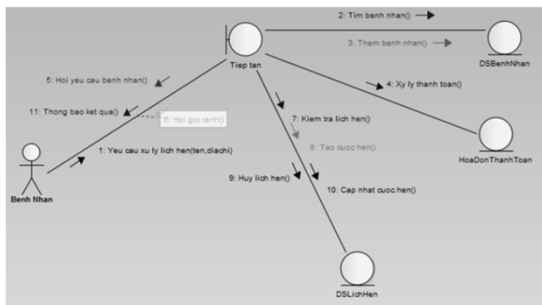 2: Tim benh nhan()
3: Them benh nhan()
DSBenhNhan
Tiep tan
5: Hoi yeu cau benh nhan()
4: Xy ly thanh toan()
11: Thong bao ket qua()
6: Hoi gio ranh()
7: Kiem tra lich hen()
HoaDonThanhToan
8: Tao cuoc hen()
1: Yeu cau xu ly lich hen(ten,diachi)
Benh Nhan
9: Huy lich hen()
10: Cap nhat cuoc hen()
DSLichHen